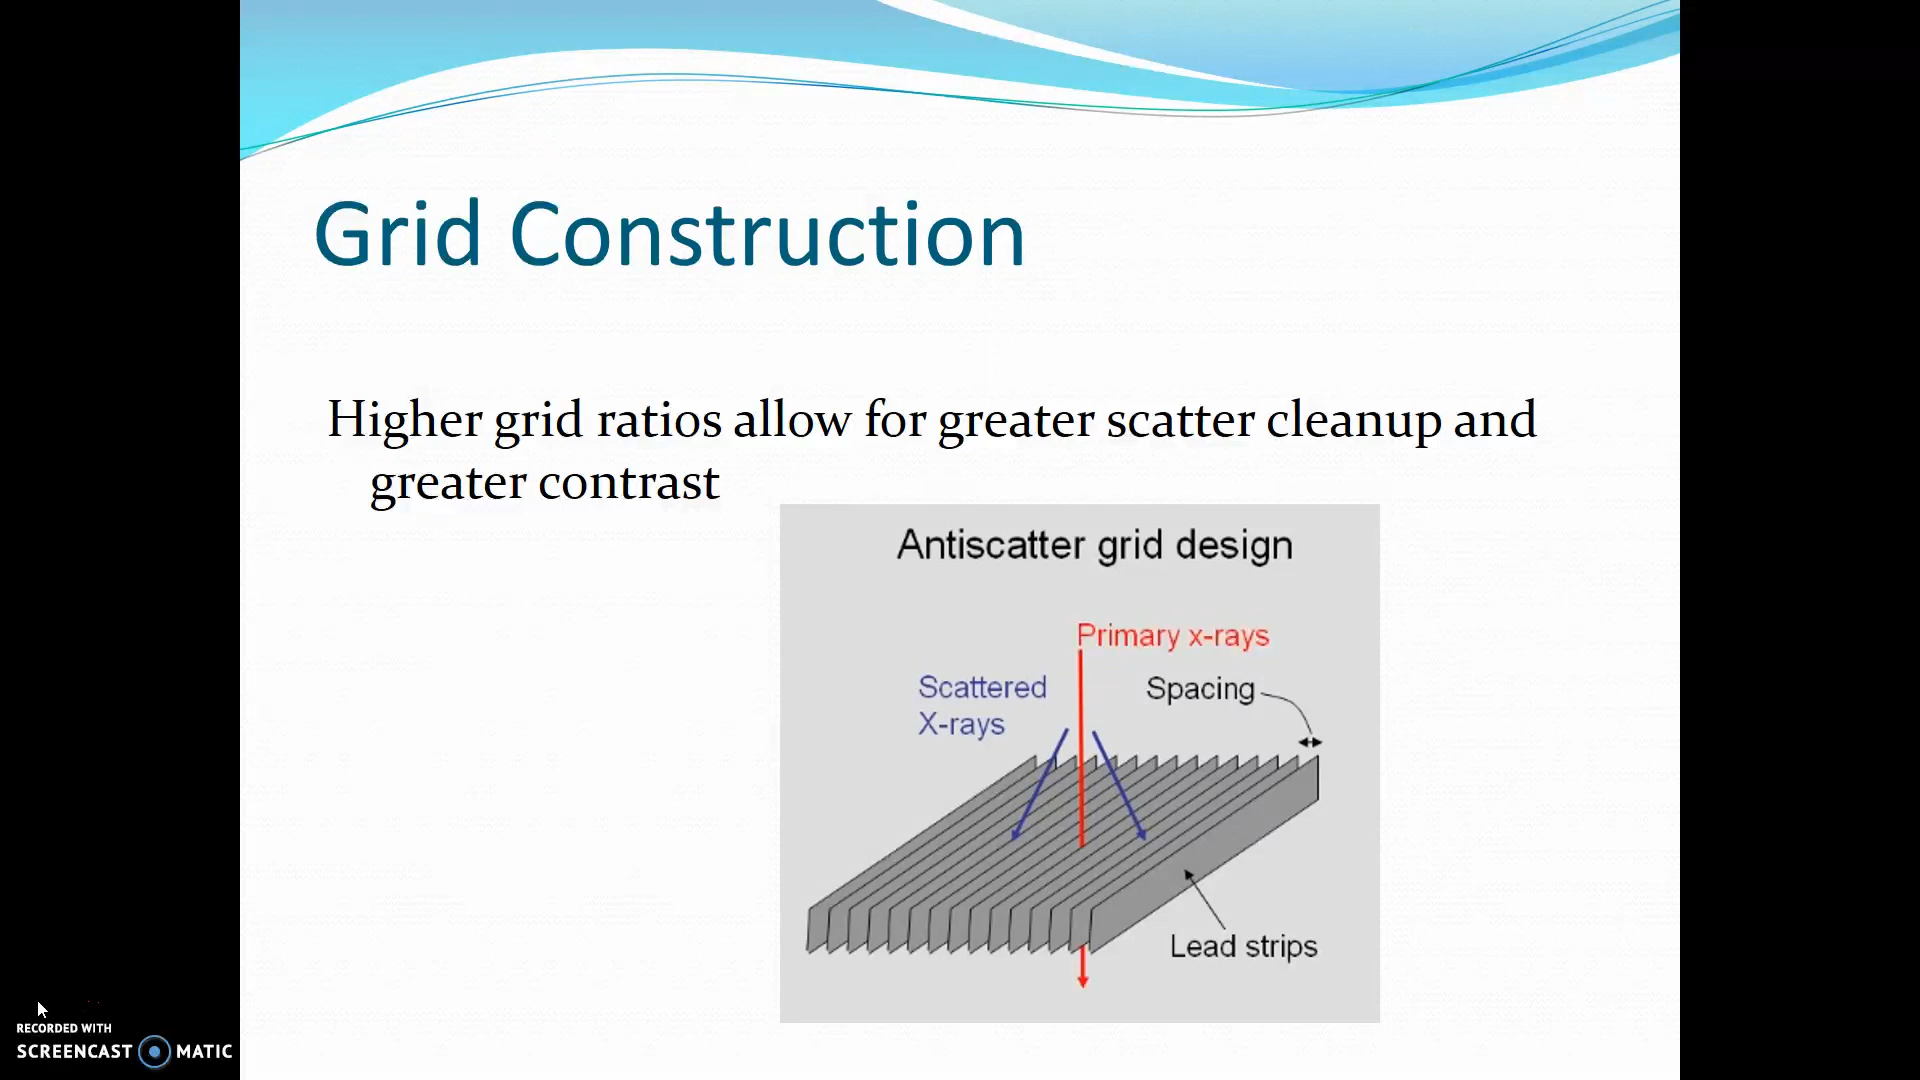 Grid Construction
Higher grid ratios allow for greater scatter cleanup and
greater contrast
Antiscatter grid design
Primary x-rays
Scattered
X-rays
Spacing
Lead strips
RECORDED WITH
SCREENCAST MATIC